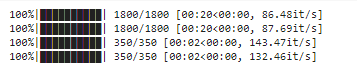 100%|██████████| 1800/1800 [00:20<00:00, 86.48it/s]
100%|██████████| 1800/1800 [00:20<00:00, 87.69it/s]
100%|██████████| 350/350 [00:02<00:00, 143.47it/s]
100%|██████████| 350/350 [00:02<00:00, 132.46it/s]